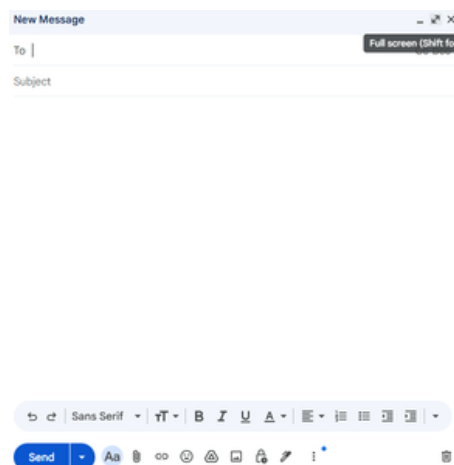 New Message
Full screen (Shift fo
To
Subject
Sans Serif
B I U A
Send Aa